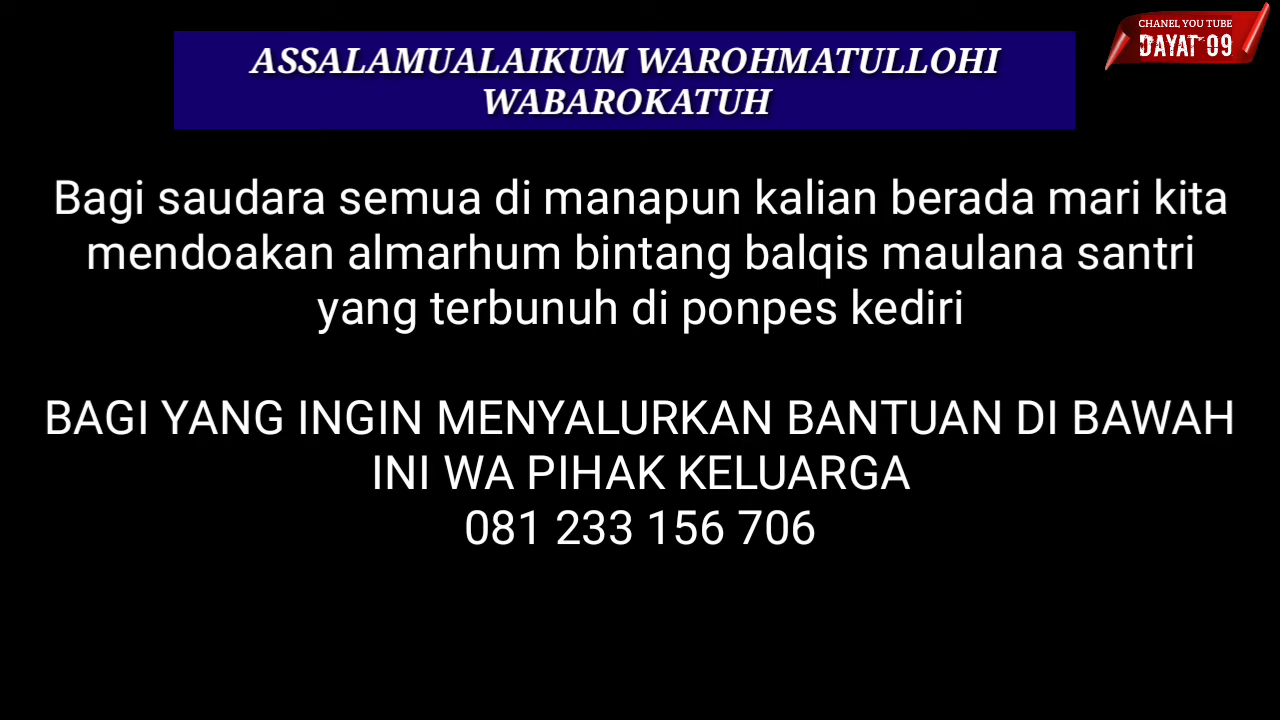 CHANEL YOU TUBE
DAYAT 09
ASSALAMUALAIKUM WAROHMATULLOHI
WABAROKATUH
Bagi saudara semua di manapun kalian berada mari kita
mendoakan almarhum bintang balqis maulana santri
yang terbunuh di ponpes kediri
BAGI YANG INGIN MENYALURKAN BANTUAN DI BAWAH
INI WA PIHAK KELUARGA
081 233 156 706